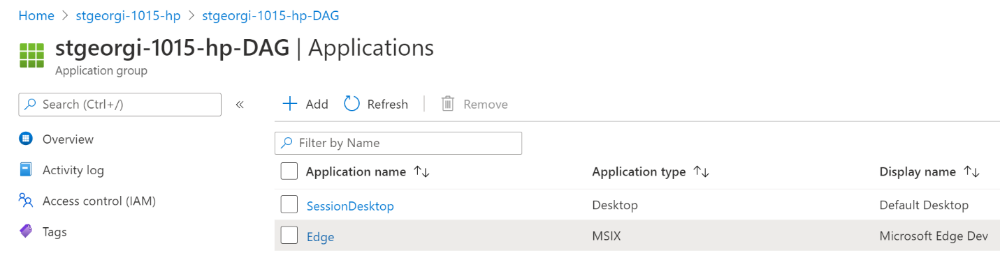 Home > stgeorgi-1015-hp > stgeorgi-1015-hp-DAG
stgeorgi-1015-hp-DAG | Applications
Application group
Search (Ctrl+/) «
+ Add Refresh | Remove
Overview
Filter by Name
Activity log
Application name ↑↓ Application type ↑↓ Display name ↑↓
Access control (IAM)
SessionDesktop Desktop Default Desktop
Tags
Edge MSIX Microsoft Edge Dev